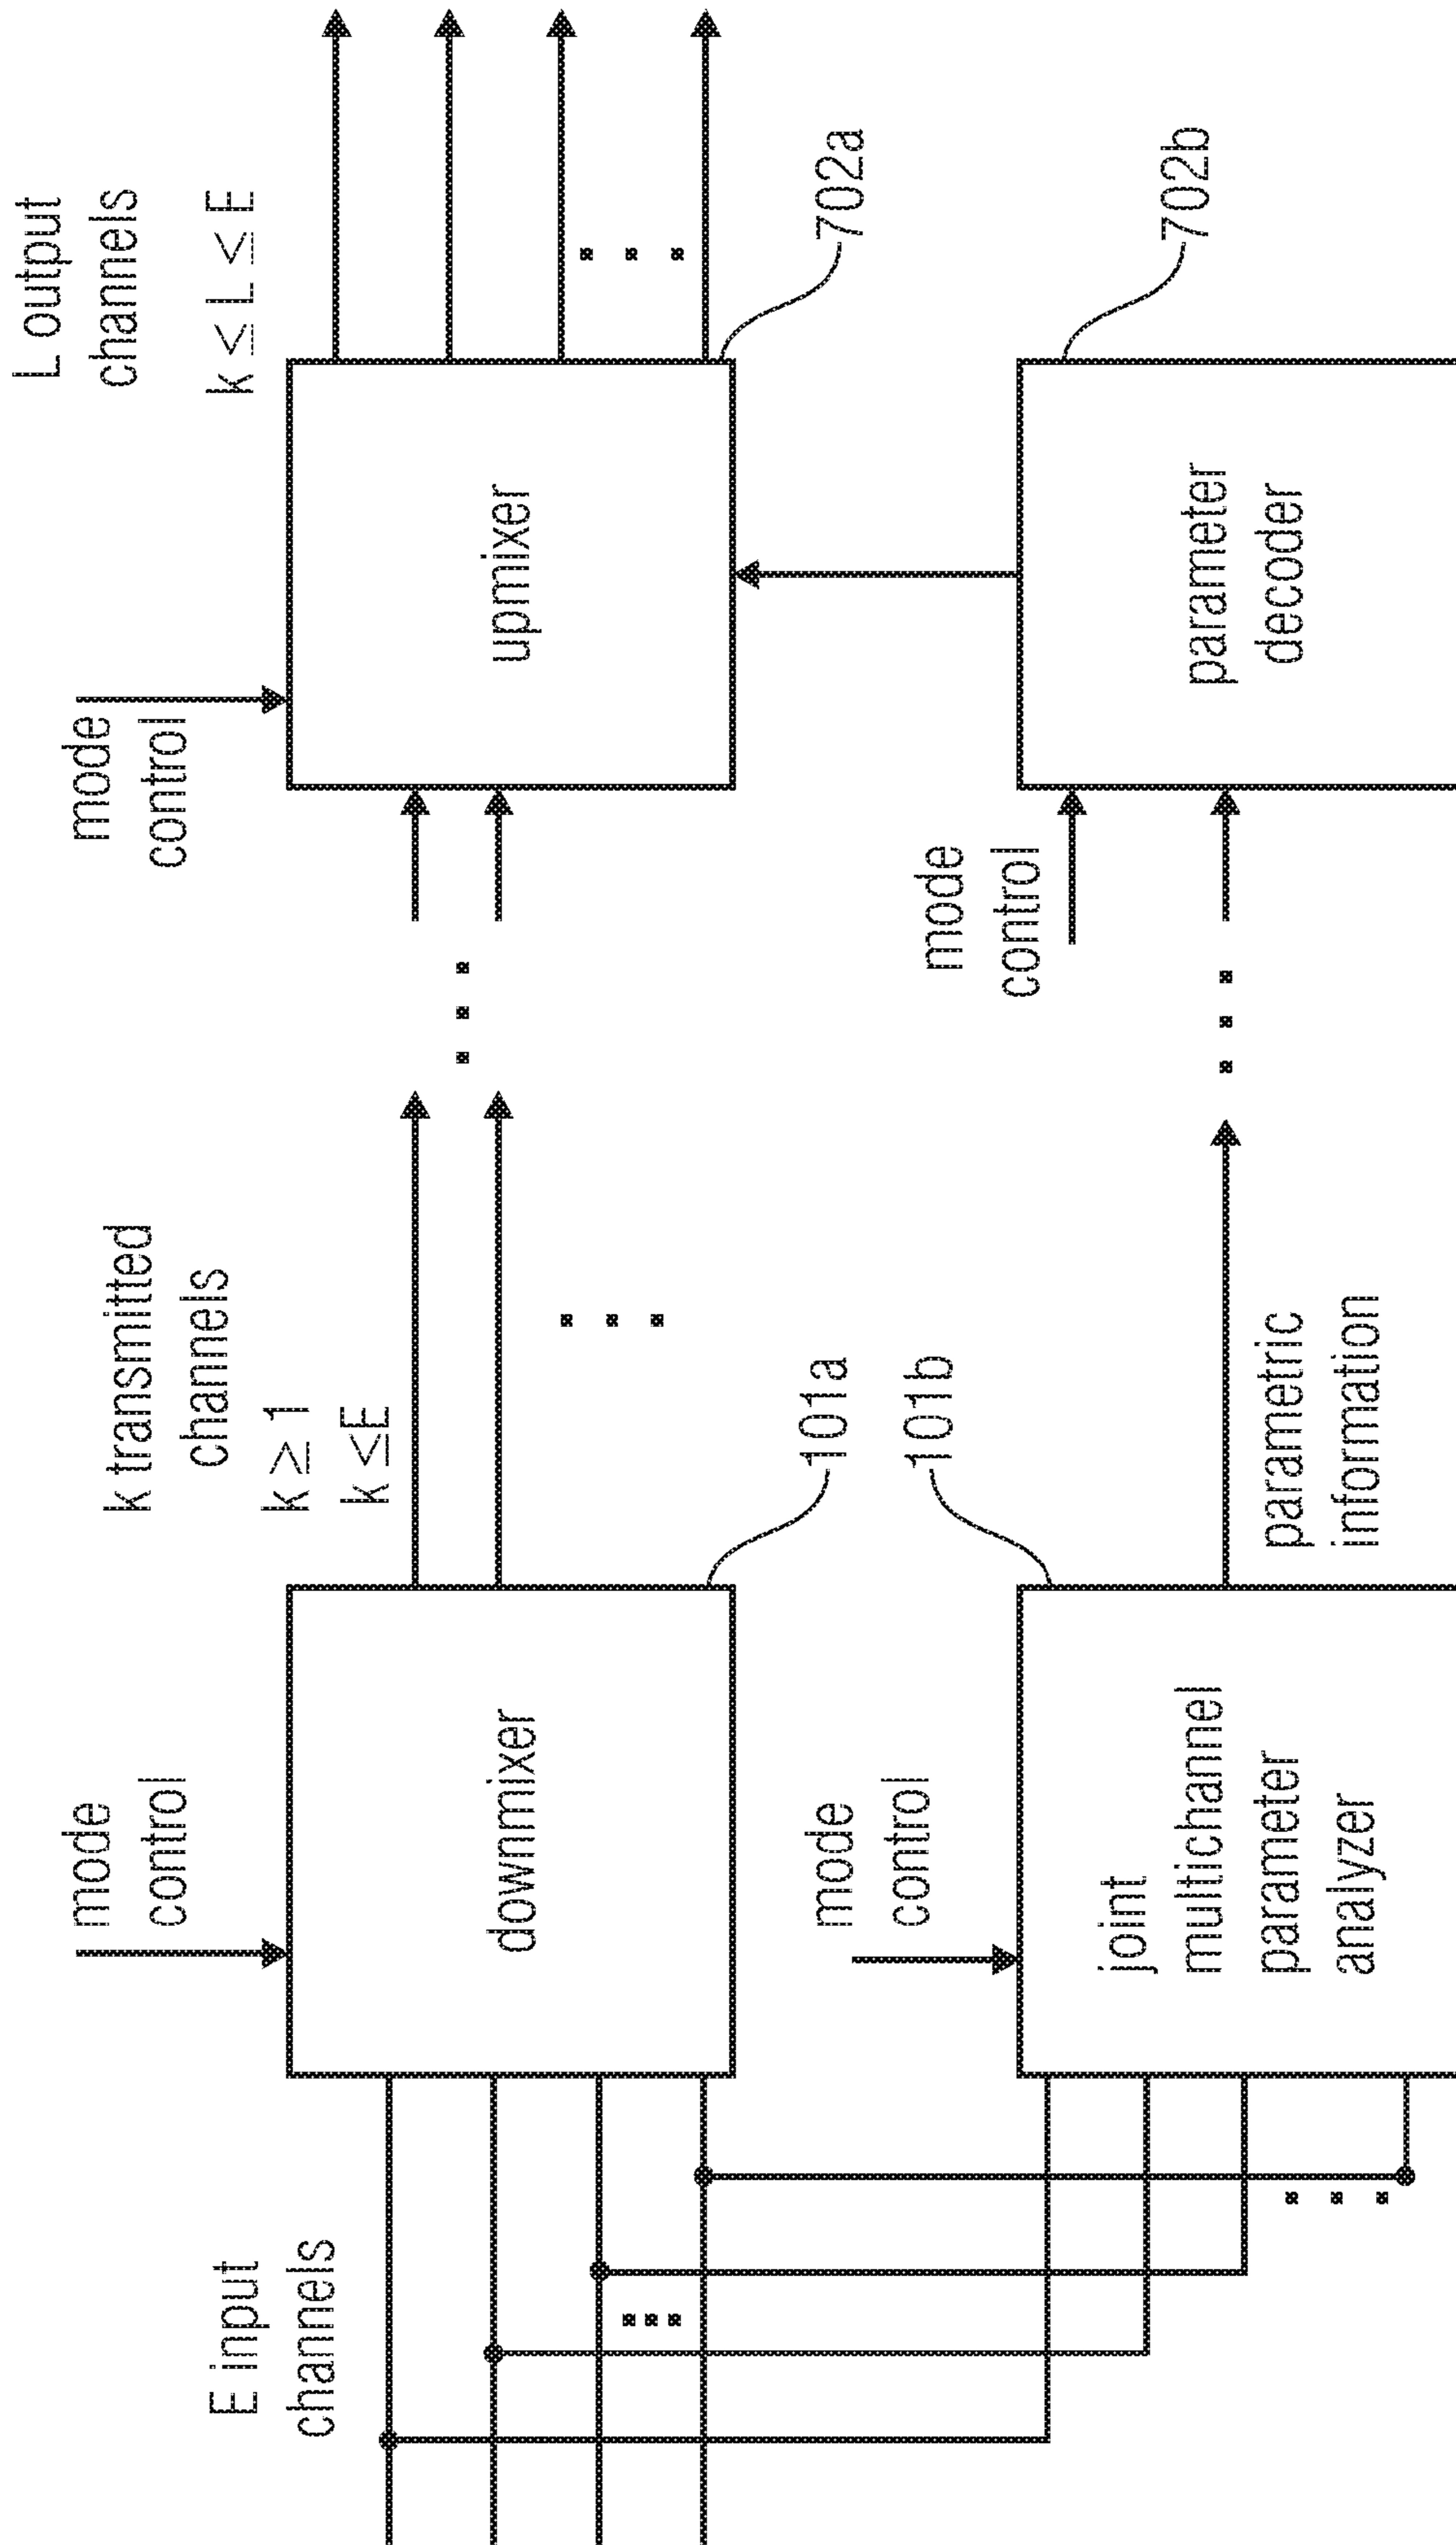 E input
channels
mode
control
downmixer
101a
k transmitted
channels
k ≥ 1
k ≤ E
mode
control
upmixer
702a
L output
channels
k ≤ L ≤ E
mode
control
joint
multichannel
parameter
analyzer
101b
parametric
information
mode
control
parameter
decoder
702b